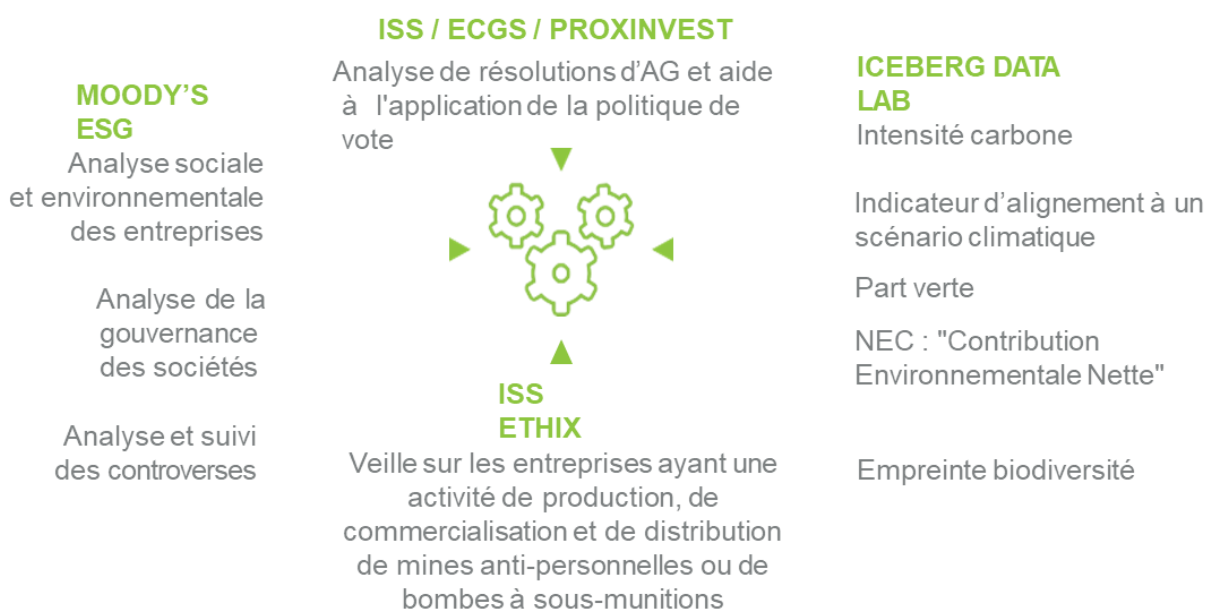 ISS / ECGS / PROXINVEST
Analyse de résolutions d'AG et aide
à l'application de la politique de
vote
MOODY'S
ESG
Analyse sociale
et environnementale
des entreprises
Analyse de la
gouvernance
des sociétés
Analyse et suivi
des controverses
ICEBERG DATA
LAB
Intensité carbone
Indicateur d'alignement à un
scénario climatique
Part verte
NEC : "Contribution
Environnementale Nette"
Empreinte biodiversité
ISS
ETHIX
Veille sur les entreprises ayant une
activité de production, de
commercialisation et de distribution
de mines anti-personnelles ou de
bombes à sous-munitions